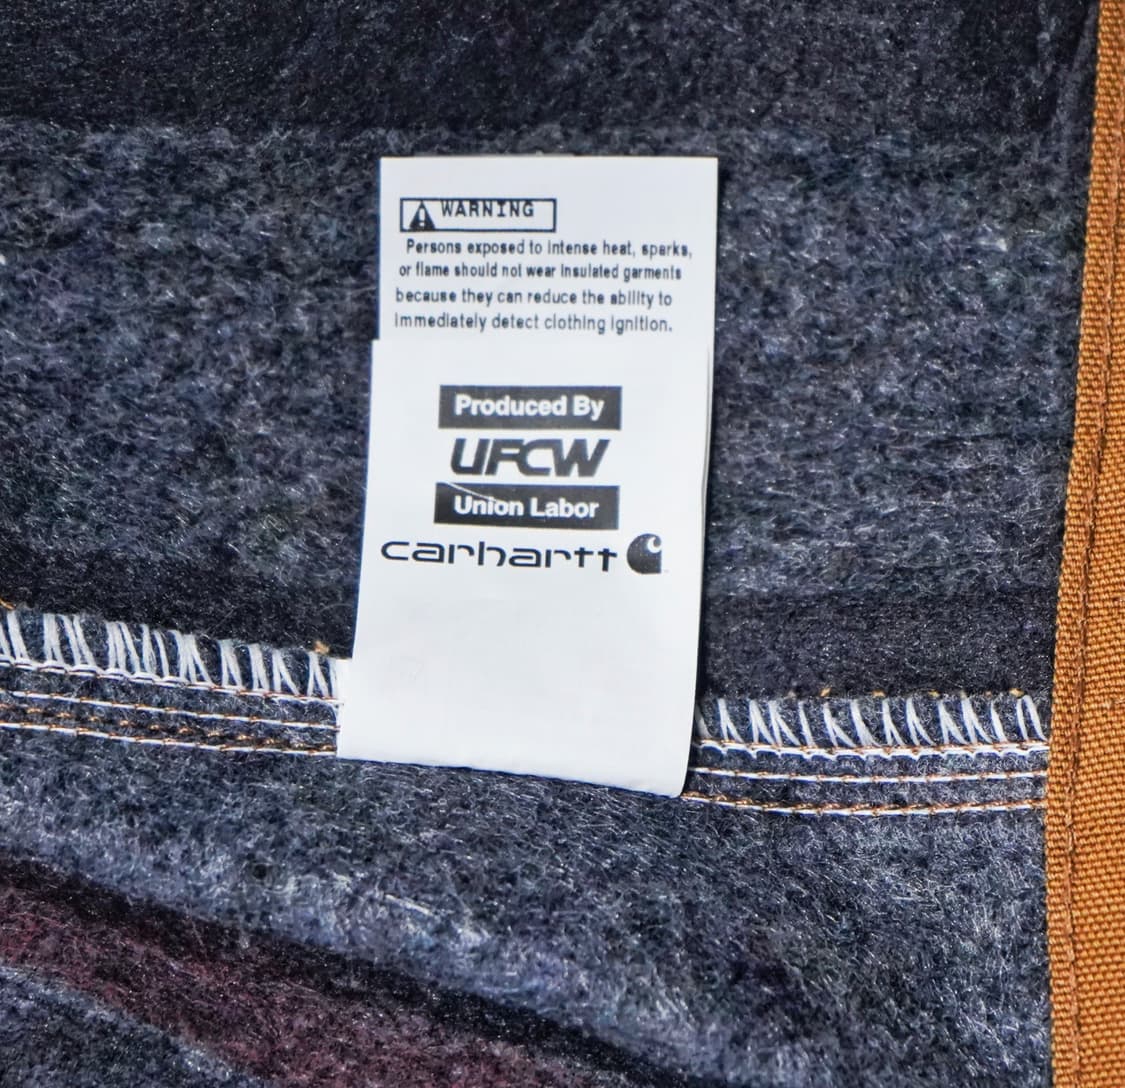 WARNING
Persons exposed to intense heat, sparks,
or flame should not wear insulated garments
because they can reduce the ability to
immediately detect clothing ignition.
Produced By
UFCW
Union Labor
carhartt